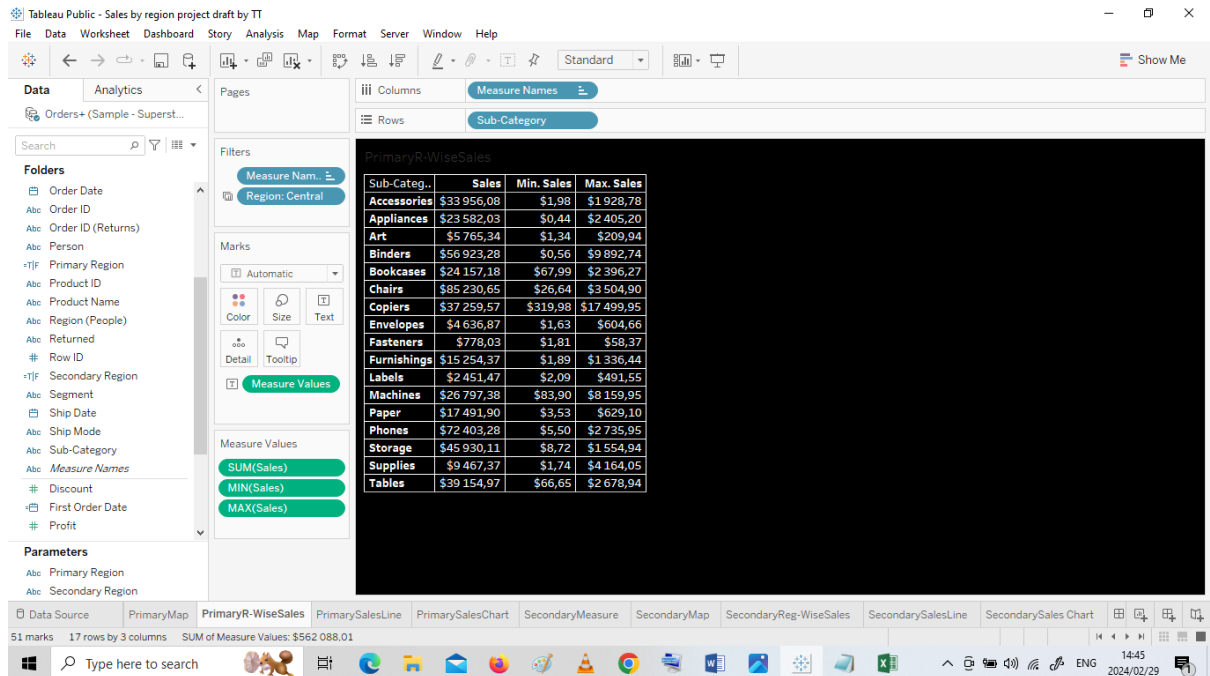 Tableau Public - Sales by region project draft by TT
File Data Worksheet Dashboard Story Analysis Map Format Server Window Help
Standard
Show Me
Data Analytics
Orders+ (Sample - Superst...
Search
Folders
Order Date
Abc Order ID
Abc Order ID (Returns)
Abc Person
=T|F Primary Region
Abc Product ID
Abc Product Name
Abc Region (People)
Abc Returned
# Row ID
=T|F Secondary Region
Abc Segment
Ship Date
Abc Ship Mode
Abc Sub-Category
Abc Measure Names
# Discount
First Order Date
# Profit
Parameters
Abc Primary Region
Abc Secondary Region
Pages
Filters
Measure Nam..
Region: Central
Marks
Automatic
Color Size Text
Detail Tooltip
Measure Values
Measure Values
SUM(Sales)
MIN(Sales)
MAX(Sales)
Columns Measure Names
Rows Sub-Category
PrimaryR-WiseSales
Sub-Categ.. Sales Min. Sales Max. Sales
Accessories $33 956,08 $1,98 $1 928,78
Appliances $23 582,03 $0,44 $2 405,20
Art $5 765,34 $1,34 $209,94
Binders $56 923,28 $0,56 $9 892,74
Bookcases $24 157,18 $67,99 $2 396,27
Chairs $85 230,65 $26,64 $3 504,90
Copiers $37 259,57 $319,98 $17 499,95
Envelopes $4 636,87 $1,63 $604,66
Fasteners $778,03 $1,81 $58,37
Furnishings $15 254,37 $1,89 $1 336,44
Labels $2 451,47 $2,09 $491,55
Machines $26 797,38 $83,90 $8 159,95
Paper $17 491,90 $3,53 $629,10
Phones $72 403,28 $5,50 $2 735,95
Storage $45 930,11 $8,72 $1 554,94
Supplies $9 467,37 $1,74 $4 164,05
Tables $39 154,97 $66,65 $2 678,94
Data Source PrimaryMap PrimaryR-WiseSales PrimarySalesLine PrimarySalesChart SecondaryMeasure SecondaryMap SecondaryReg-WiseSales SecondarySalesLine SecondarySales Chart
51 marks 17 rows by 3 columns SUM of Measure Values: $562 088,01
Type here to search
ENG
14:45
2024/02/29